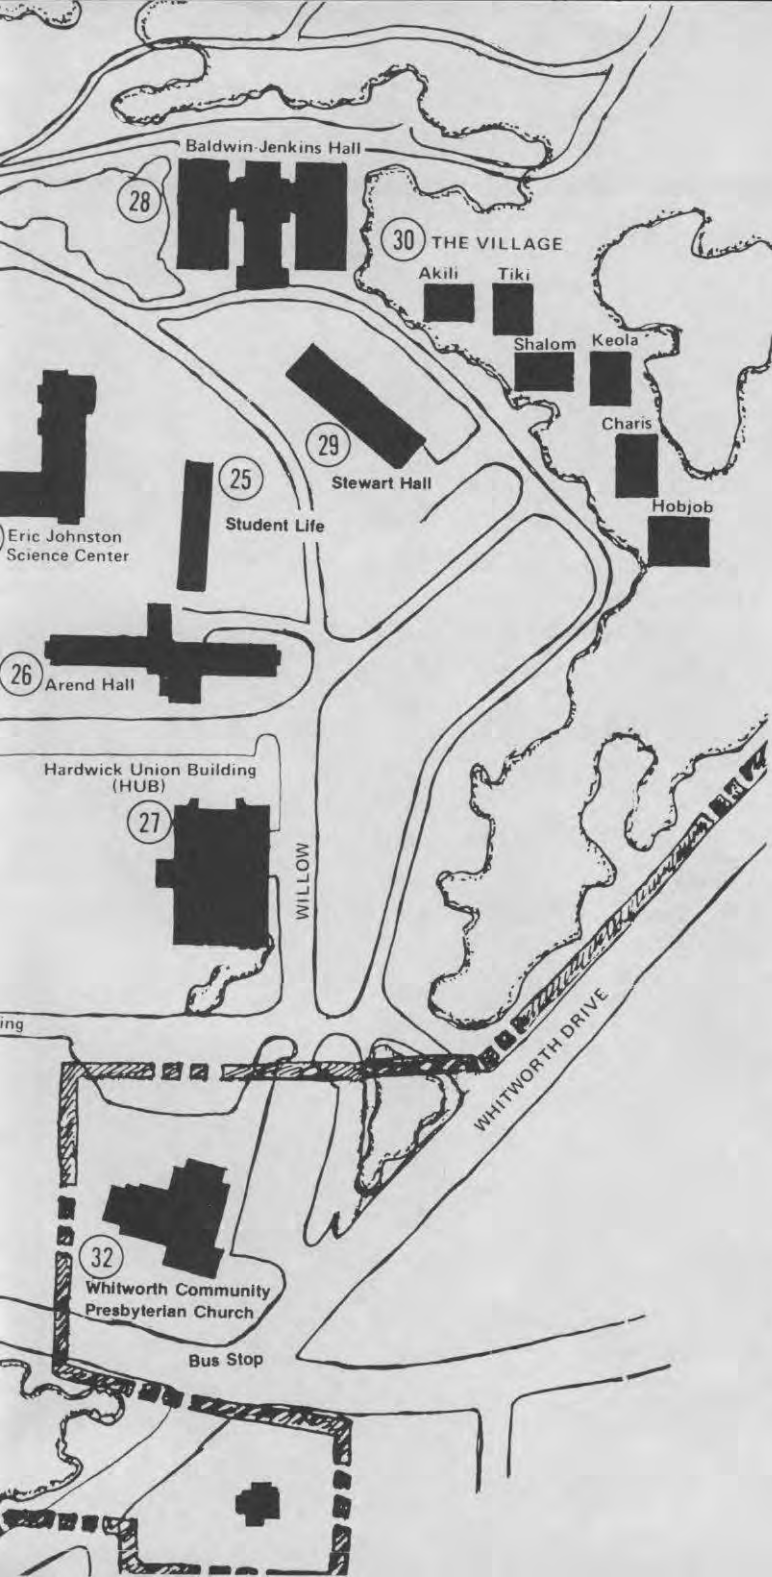 Baldwin-Jenkins Hall
28
30 THE VILLAGE
Akili Tiki
Shalom Keola
Charis
Hobjob
29
Stewart Hall
25
Student Life
Eric Johnston
Science Center
26 Arend Hall
Hardwick Union Building
(HUB)
27
WILLOW
ing
WHITWORTH DRIVE
32
Whitworth Community
Presbyterian Church
Bus Stop